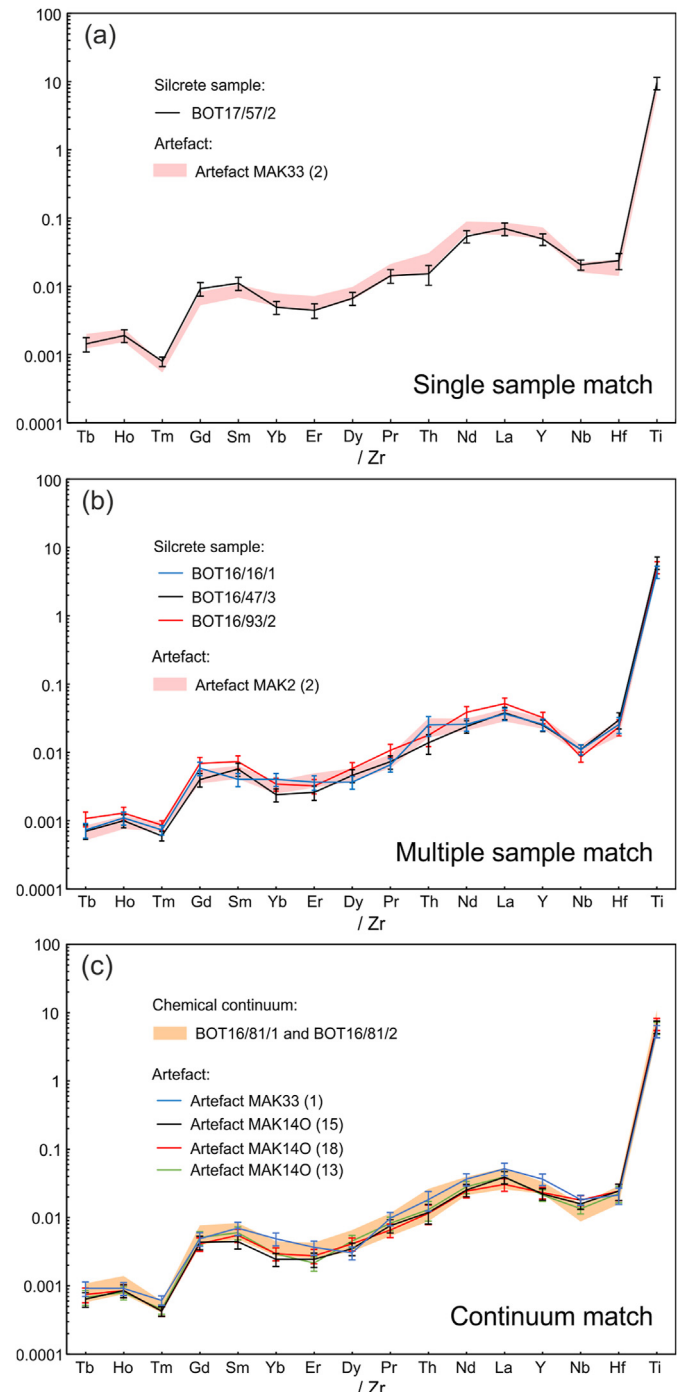 (a)
100
10
1
0.1
0.01
0.001
0.0001
Silcrete sample:
BOT17/57/2
Artefact:
Artefact MAK33 (2)
Single sample match
Tb Ho Tm Gd Sm Yb Er Dy Pr Th Nd La Y Nb Hf Ti
/ Zr
(b)
100
10
1
0.1
0.01
0.001
0.0001
Silcrete sample:
BOT16/16/1
BOT16/47/3
BOT16/93/2
Artefact:
Artefact MAK2 (2)
Multiple sample match
Tb Ho Tm Gd Sm Yb Er Dy Pr Th Nd La Y Nb Hf Ti
/ Zr
(c)
100
10
1
0.1
0.01
0.001
0.0001
Chemical continuum:
BOT16/81/1 and BOT16/81/2
Artefact:
Artefact MAK33 (1)
Artefact MAK14O (15)
Artefact MAK14O (18)
Artefact MAK14O (13)
Continuum match
Tb Ho Tm Gd Sm Yb Er Dy Pr Th Nd La Y Nb Hf Ti
/ Zr